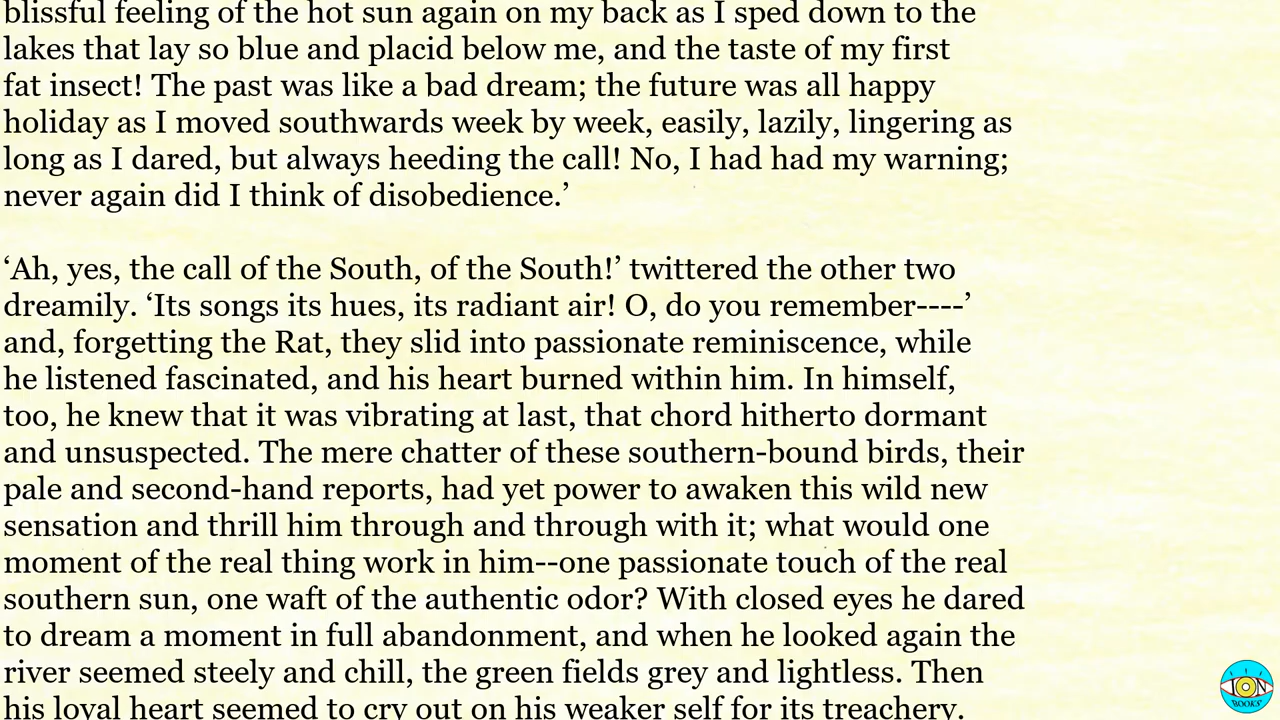 blissful feeling of the hot sun again on my back as I sped down to the
lakes that lay so blue and placid below me, and the taste of my first
fat insect! The past was like a bad dream; the future was all happy
holiday as I moved southwards week by week, easily, lazily, lingering as
long as I dared, but always heeding the call! No, I had had my warning;
never again did I think of disobedience.’

‘Ah, yes, the call of the South, of the South!’ twittered the other two
dreamily. ‘Its songs its hues, its radiant air! O, do you remember----’
and, forgetting the Rat, they slid into passionate reminiscence, while
he listened fascinated, and his heart burned within him. In himself,
too, he knew that it was vibrating at last, that chord hitherto dormant
and unsuspected. The mere chatter of these southern-bound birds, their
pale and second-hand reports, had yet power to awaken this wild new
sensation and thrill him through and through with it; what would one
moment of the real thing work in him--one passionate touch of the real
southern sun, one waft of the authentic odor? With closed eyes he dared
to dream a moment in full abandonment, and when he looked again the
river seemed steely and chill, the green fields grey and lightless. Then
his loyal heart seemed to cry out on his weaker self for its treachery.
ION
BOOKS